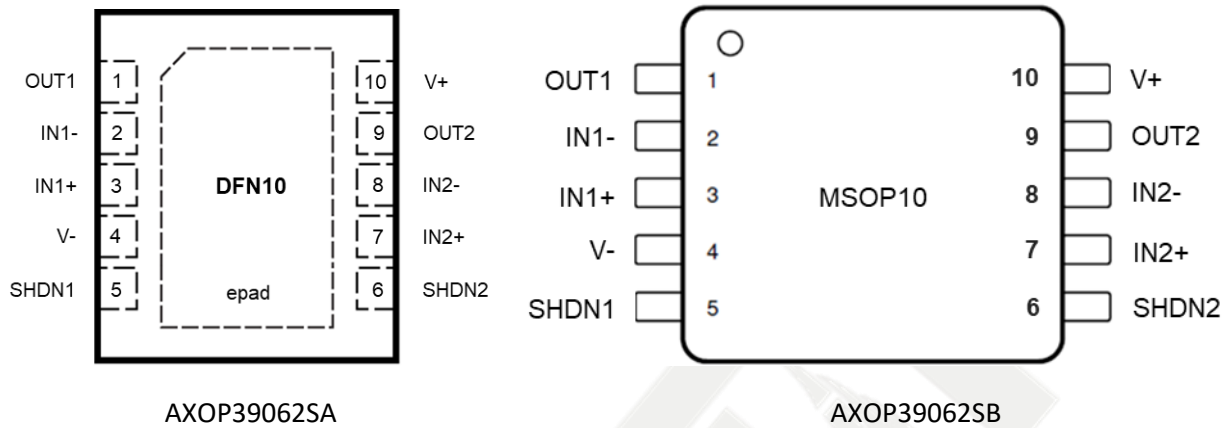 OUT1 1 10 V+
IN1- 2 9 OUT2
IN1+ 3 DFN10 8 IN2-
V- 4 7 IN2+
SHDN1 5 epad 6 SHDN2
AXOP39062SA
OUT1 1 10 V+
IN1- 2 9 OUT2
IN1+ 3 MSOP10 8 IN2-
V- 4 7 IN2+
SHDN1 5 6 SHDN2
AXOP39062SB